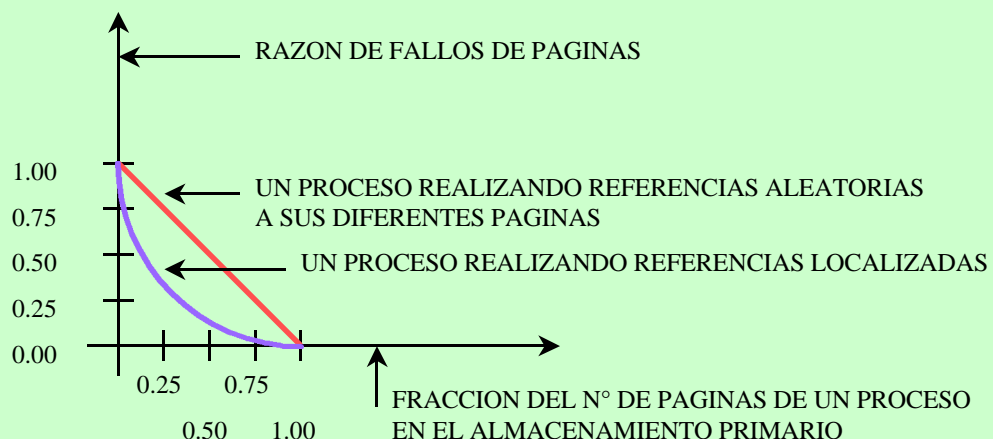 RAZON DE FALLOS DE PAGINAS
1.00
UN PROCESO REALIZANDO REFERENCIAS ALEATORIAS
0.75
A SUS DIFERENTES PAGINAS
0.50
UN PROCESO REALIZANDO REFERENCIAS LOCALIZADAS
0.25
0.00
0.25 0.75
FRACCION DEL N° DE PAGINAS DE UN PROCESO
0.50 1.00
EN EL ALMACENAMIENTO PRIMARIO